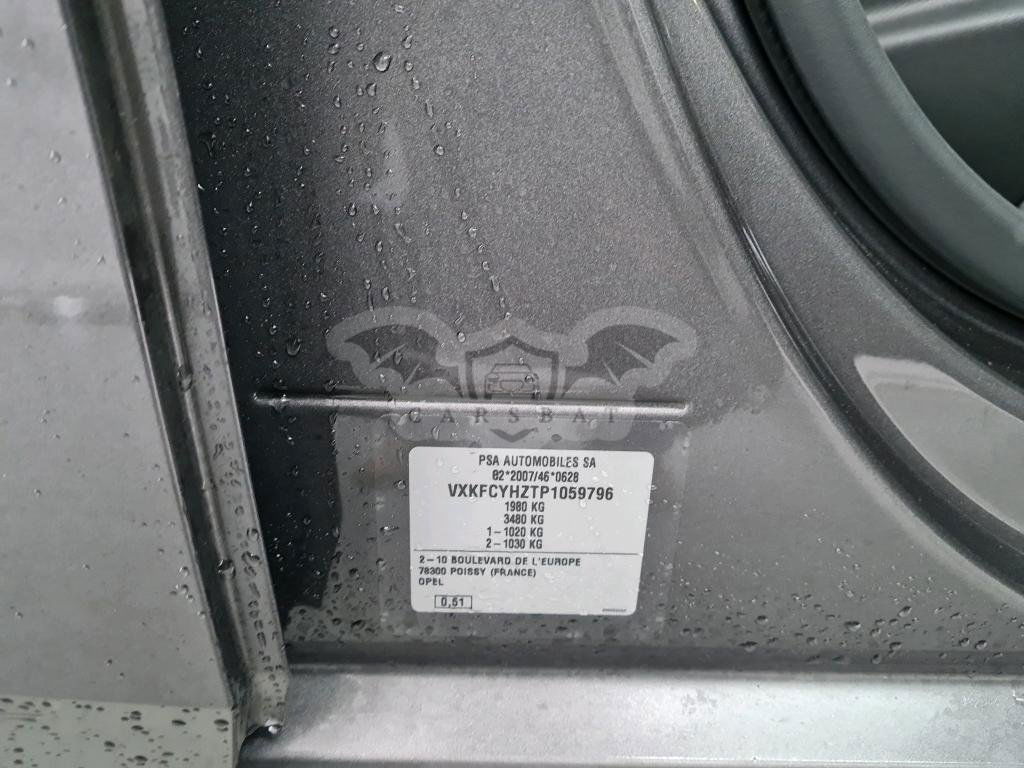 CARSBAT
PSA AUTOMOBILES SA
82*2007/46*0628
VXKFCYHZTP1059796
1980 KG
3480 KG
1-1020 KG
2-1030 KG
2-10 BOULEVARD DE L'EUROPE
78300 POISSY (FRANCE)
OPEL
0,51